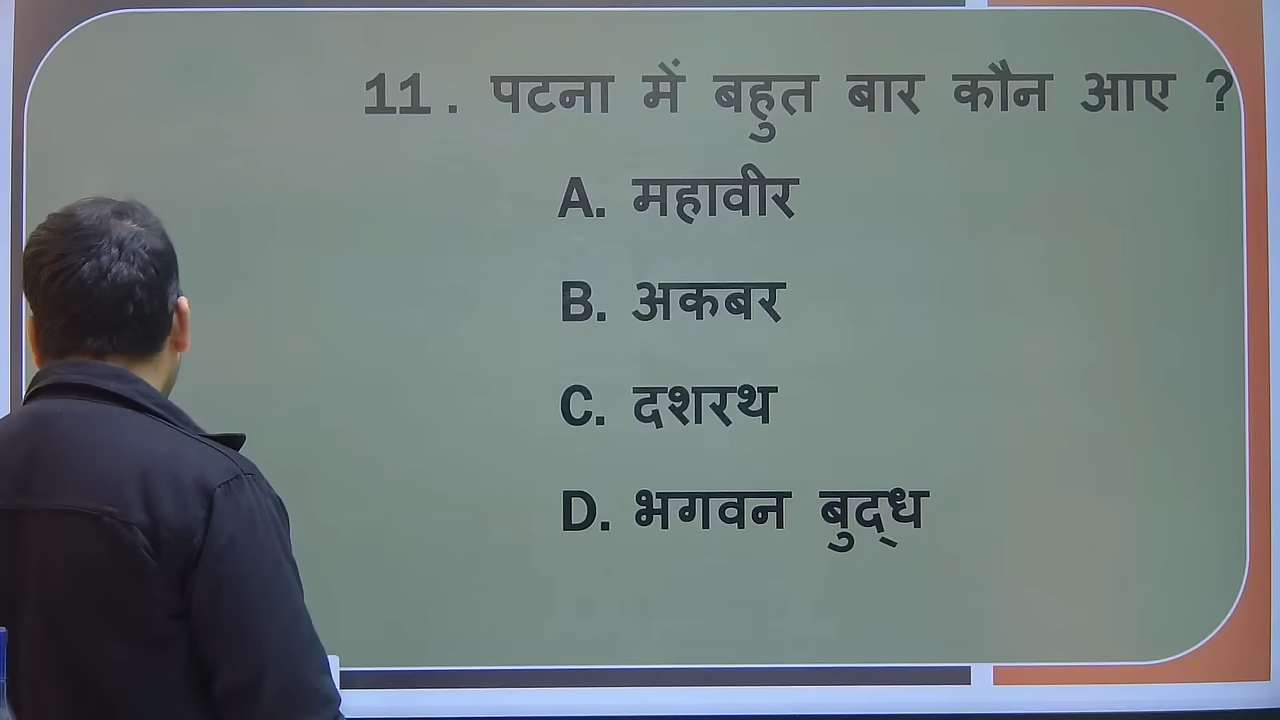 11. पटना में बहुत बार कौन आए ?
A. महावीर
B. अकबर
C. दशरथ
D. भगवन बुद्‌ध